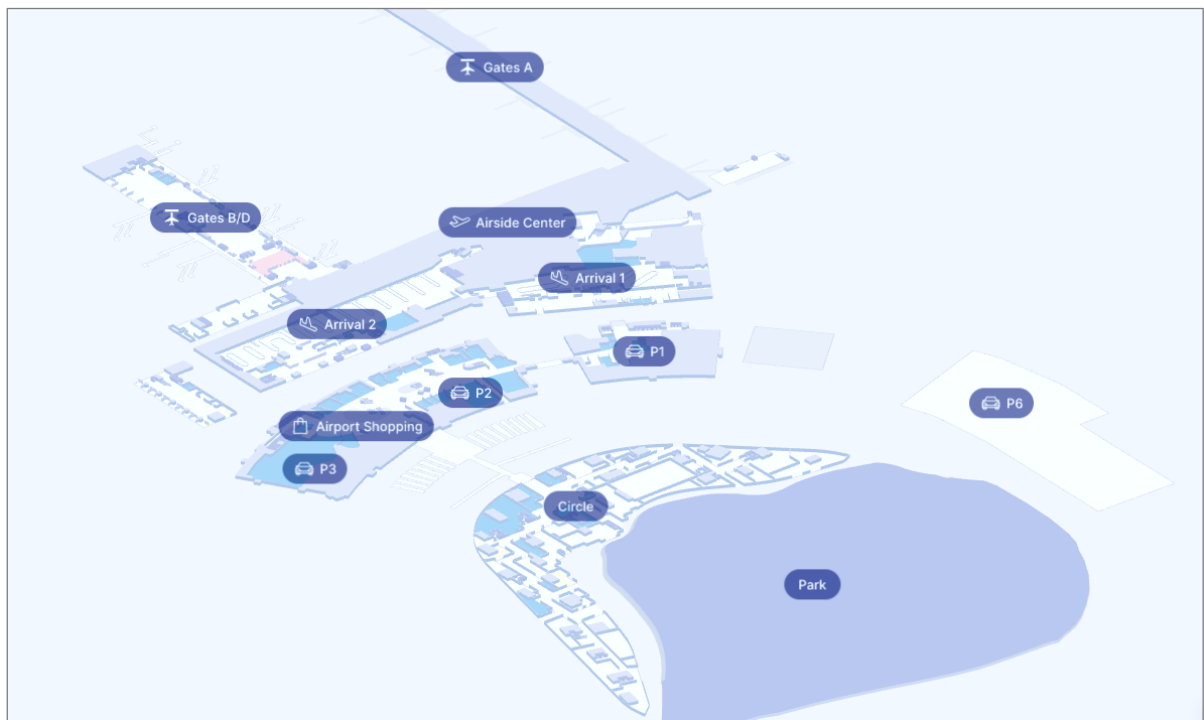 Gates A
Gates B/D
Airside Center
Arrival 1
Arrival 2
P1
P2
P6
Airport Shopping
P3
Circle
Park